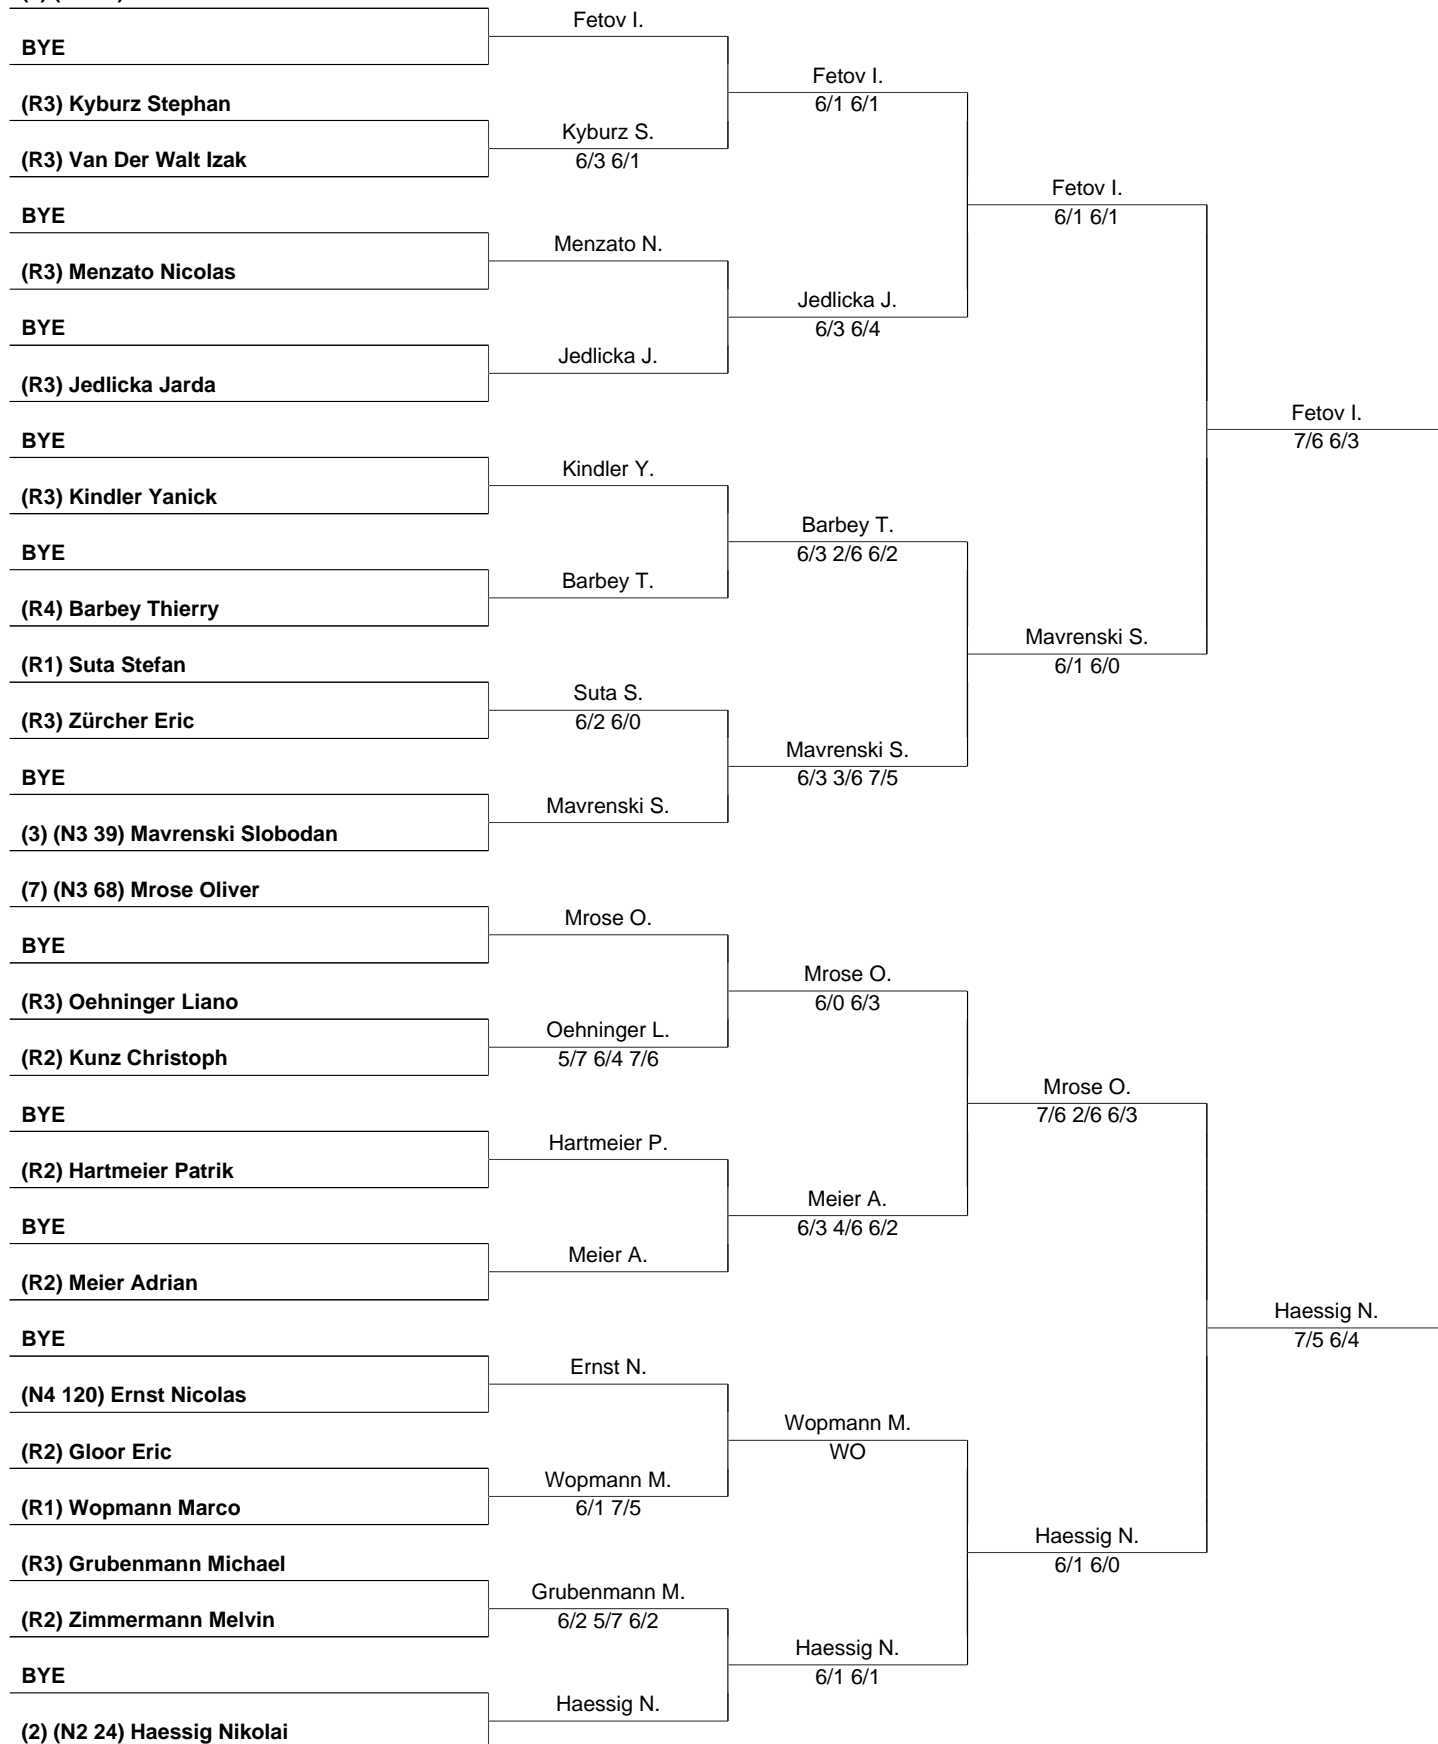 BYE
(R3) Kyburz Stephan
(R3) Van Der Walt Izak
BYE
(R3) Menzato Nicolas
BYE
(R3) Jedlicka Jarda
BYE
(R3) Kindler Yanick
BYE
(R4) Barbey Thierry
(R1) Suta Stefan
(R3) Zürcher Eric
BYE
(3) (N3 39) Mavrenski Slobodan
(7) (N3 68) Mrose Oliver
BYE
(R3) Oehninger Liano
(R2) Kunz Christoph
BYE
(R2) Hartmeier Patrik
BYE
(R2) Meier Adrian
BYE
(N4 120) Ernst Nicolas
(R2) Gloor Eric
(R1) Wopmann Marco
(R3) Grubenmann Michael
(R2) Zimmermann Melvin
BYE
(2) (N2 24) Haessig Nikolai
Fetov I.
Kyburz S.
6/3 6/1
Menzato N.
Jedlicka J.
Kindler Y.
Barbey T.
Suta S.
6/2 6/0
Mavrenski S.
Mrose O.
Oehninger L.
5/7 6/4 7/6
Hartmeier P.
Meier A.
Ernst N.
Wopmann M.
6/1 7/5
Grubenmann M.
6/2 5/7 6/2
Haessig N.
Fetov I.
6/1 6/1
Jedlicka J.
6/3 6/4
Barbey T.
6/3 2/6 6/2
Mavrenski S.
6/3 3/6 7/5
Mrose O.
6/0 6/3
Meier A.
6/3 4/6 6/2
Wopmann M.
WO
Haessig N.
6/1 6/1
Fetov I.
6/1 6/1
Mavrenski S.
6/1 6/0
Mrose O.
7/6 2/6 6/3
Haessig N.
6/1 6/0
Fetov I.
7/6 6/3
Haessig N.
7/5 6/4